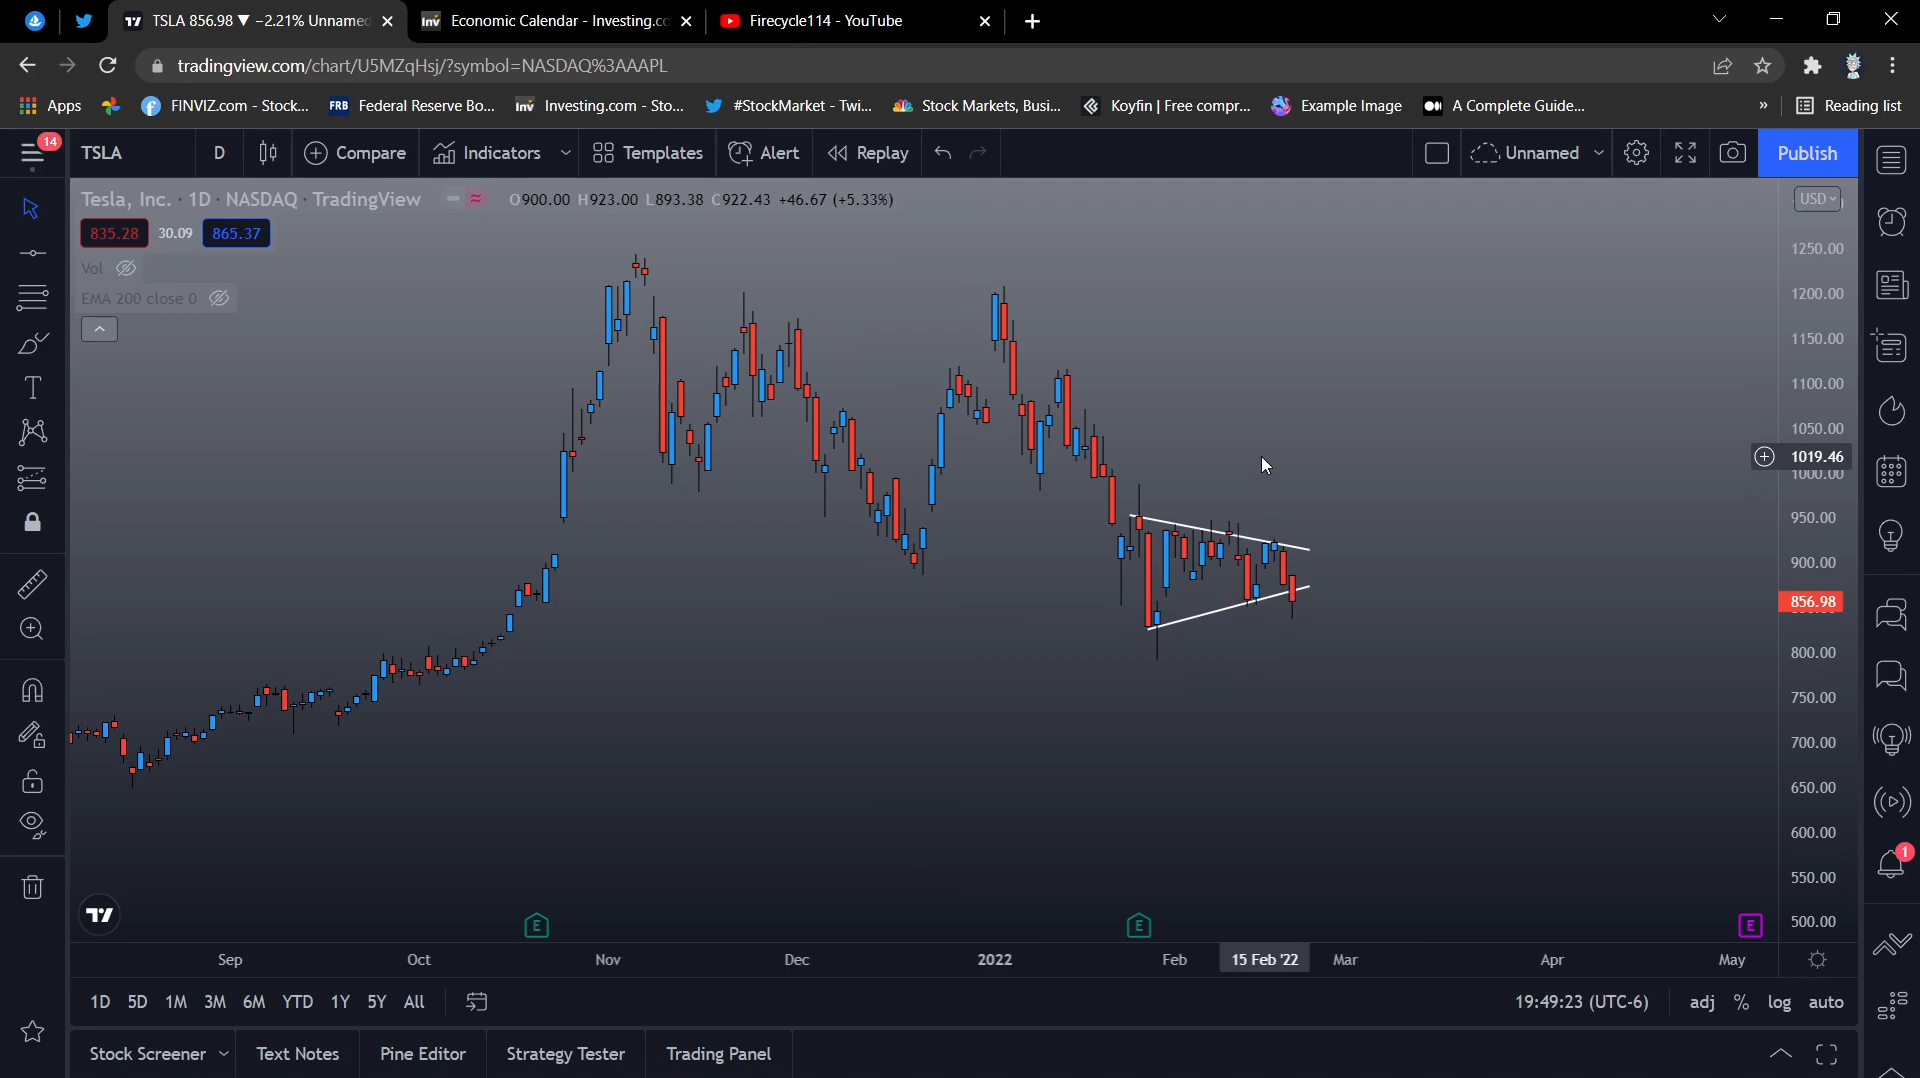 TSLA 856.98 ▼ −2.21% Unname
Economic Calendar - Investing.co
Firecycle114 - YouTube
tradingview.com/chart/U5MZqHsj/?symbol=NASDAQ%3AAAPL
Apps
FINVIZ.com - Stock...
FRB Federal Reserve Bo...
Inv Investing.com - Sto...
#StockMarket - Twi...
Stock Markets, Busi...
Koyfin | Free compr...
Example Image
A Complete Guide...
»
Reading list
14
TSLA
D
Compare
Indicators
Templates
Alert
Replay
Unnamed
Publish
Tesla, Inc. · 1D · NASDAQ · TradingView
O900.00 H923.00 L893.38 C922.43 +46.67 (+5.33%)
USD
835.28 30.09 865.37
Vol
EMA 200 close 0
1250.00
1200.00
1150.00
1100.00
1050.00
1019.46
1000.00
950.00
900.00
856.98
800.00
750.00
700.00
650.00
600.00
550.00
500.00
1
E E E
Sep Oct Nov Dec 2022 Feb 15 Feb '22 Mar Apr May
1D 5D 1M 3M 6M YTD 1Y 5Y All
19:49:23 (UTC-6) adj % log auto
Stock Screener Text Notes Pine Editor Strategy Tester Trading Panel